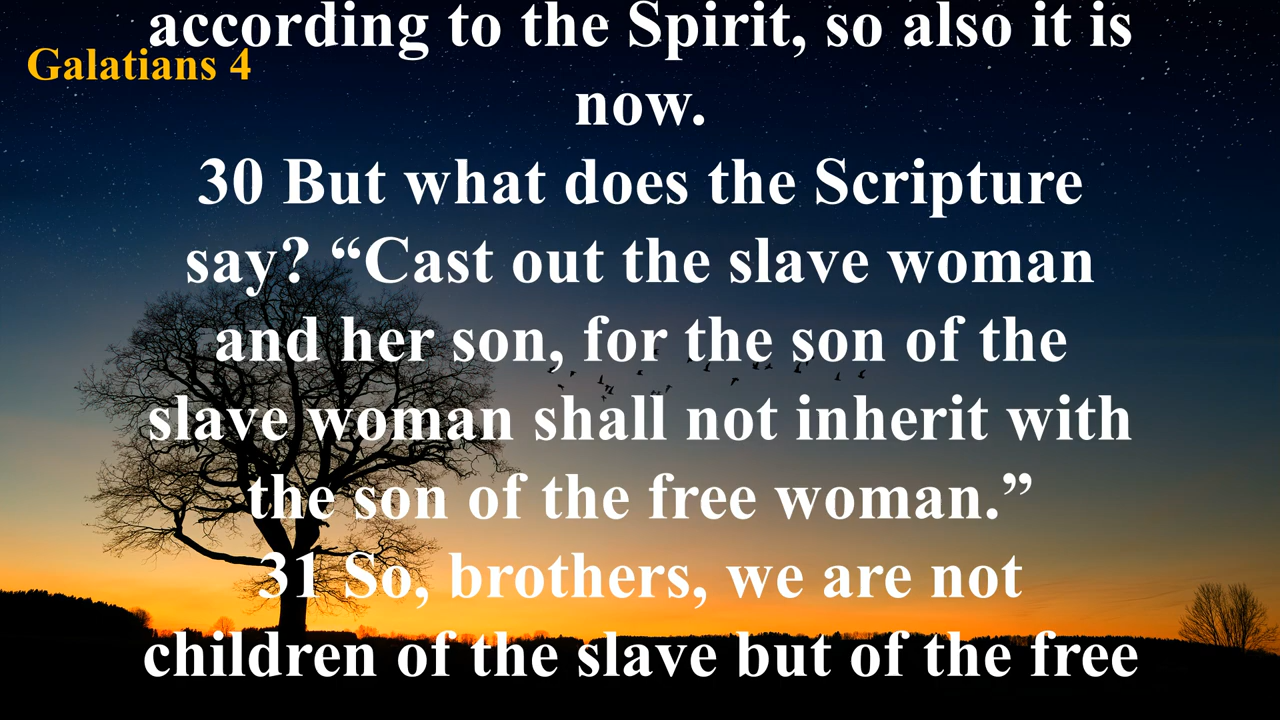 according to the Spirit, so also it is
Galatians 4
now.
30 But what does the Scripture
say? “Cast out the slave woman
and her son, for the son of the
slave woman shall not inherit with
the son of the free woman.”
31 So, brothers, we are not
children of the slave but of the free